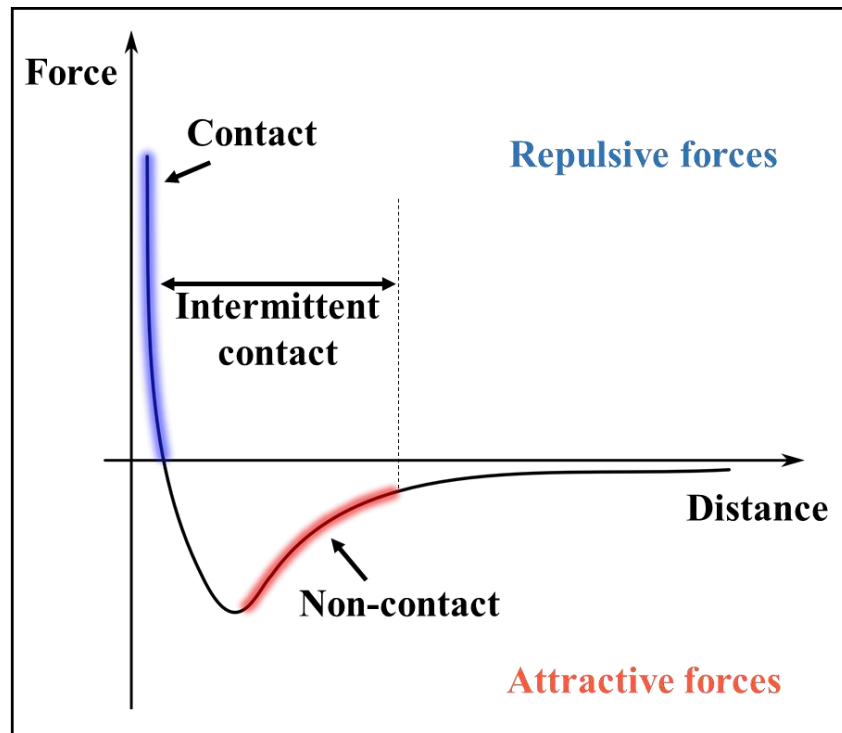 Force
Contact
Repulsive forces
Intermittent
contact
Distance
Non-contact
Attractive forces